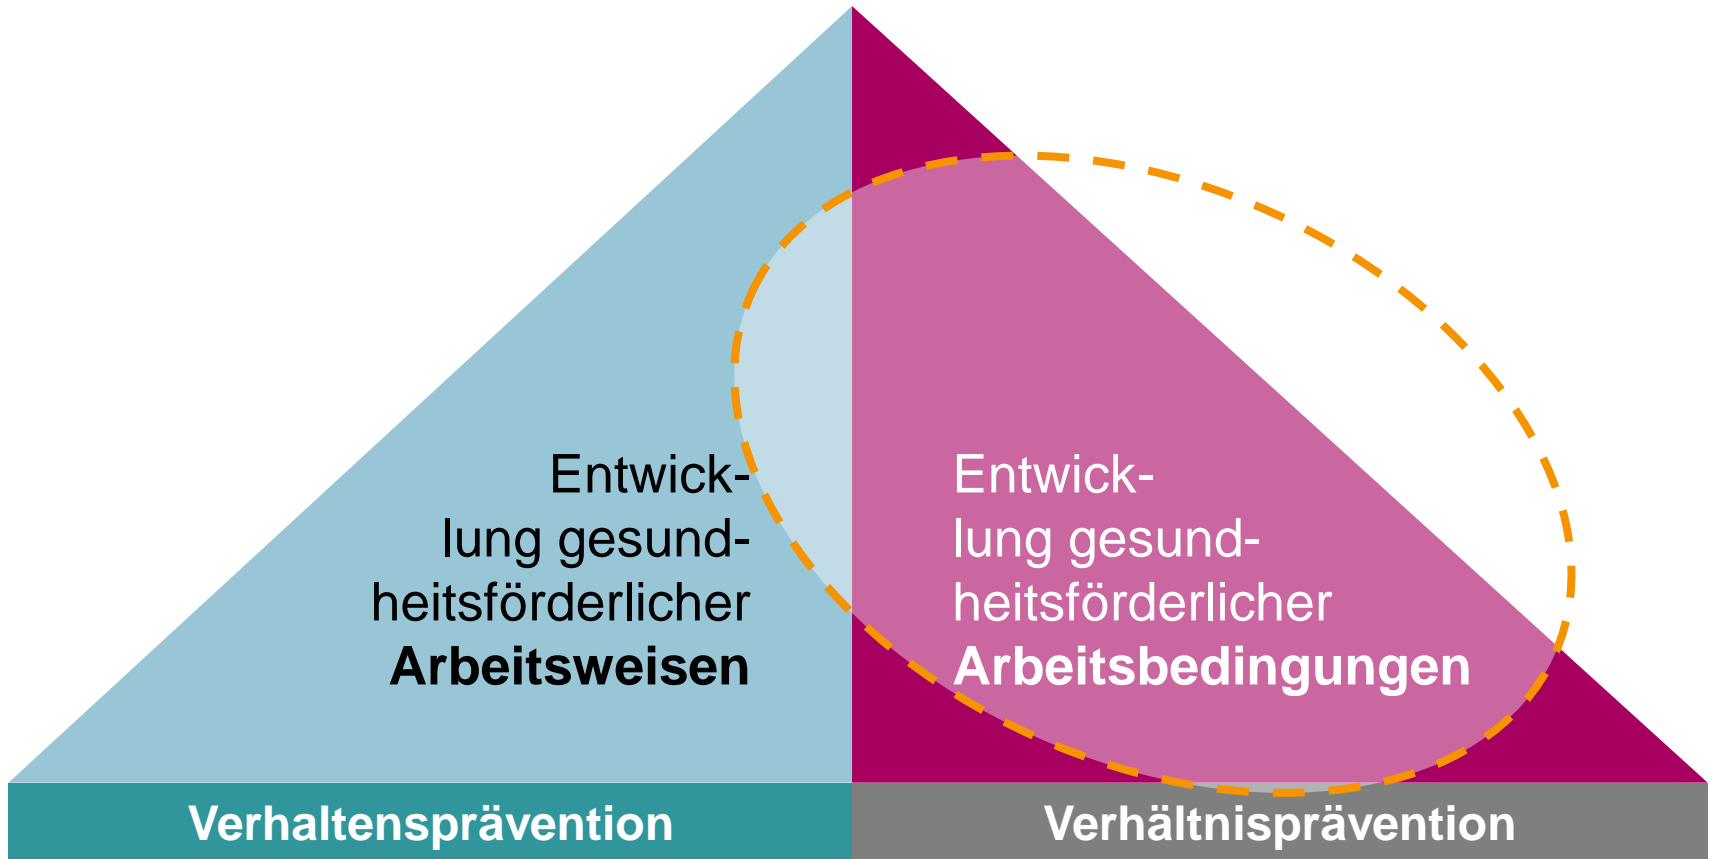 Entwick-
lung gesund-
heitsförderlicher
Arbeitsweisen
Entwick-
lung gesund-
heitsförderlicher
Arbeitsbedingungen
Verhaltensprävention
Verhältnisprävention